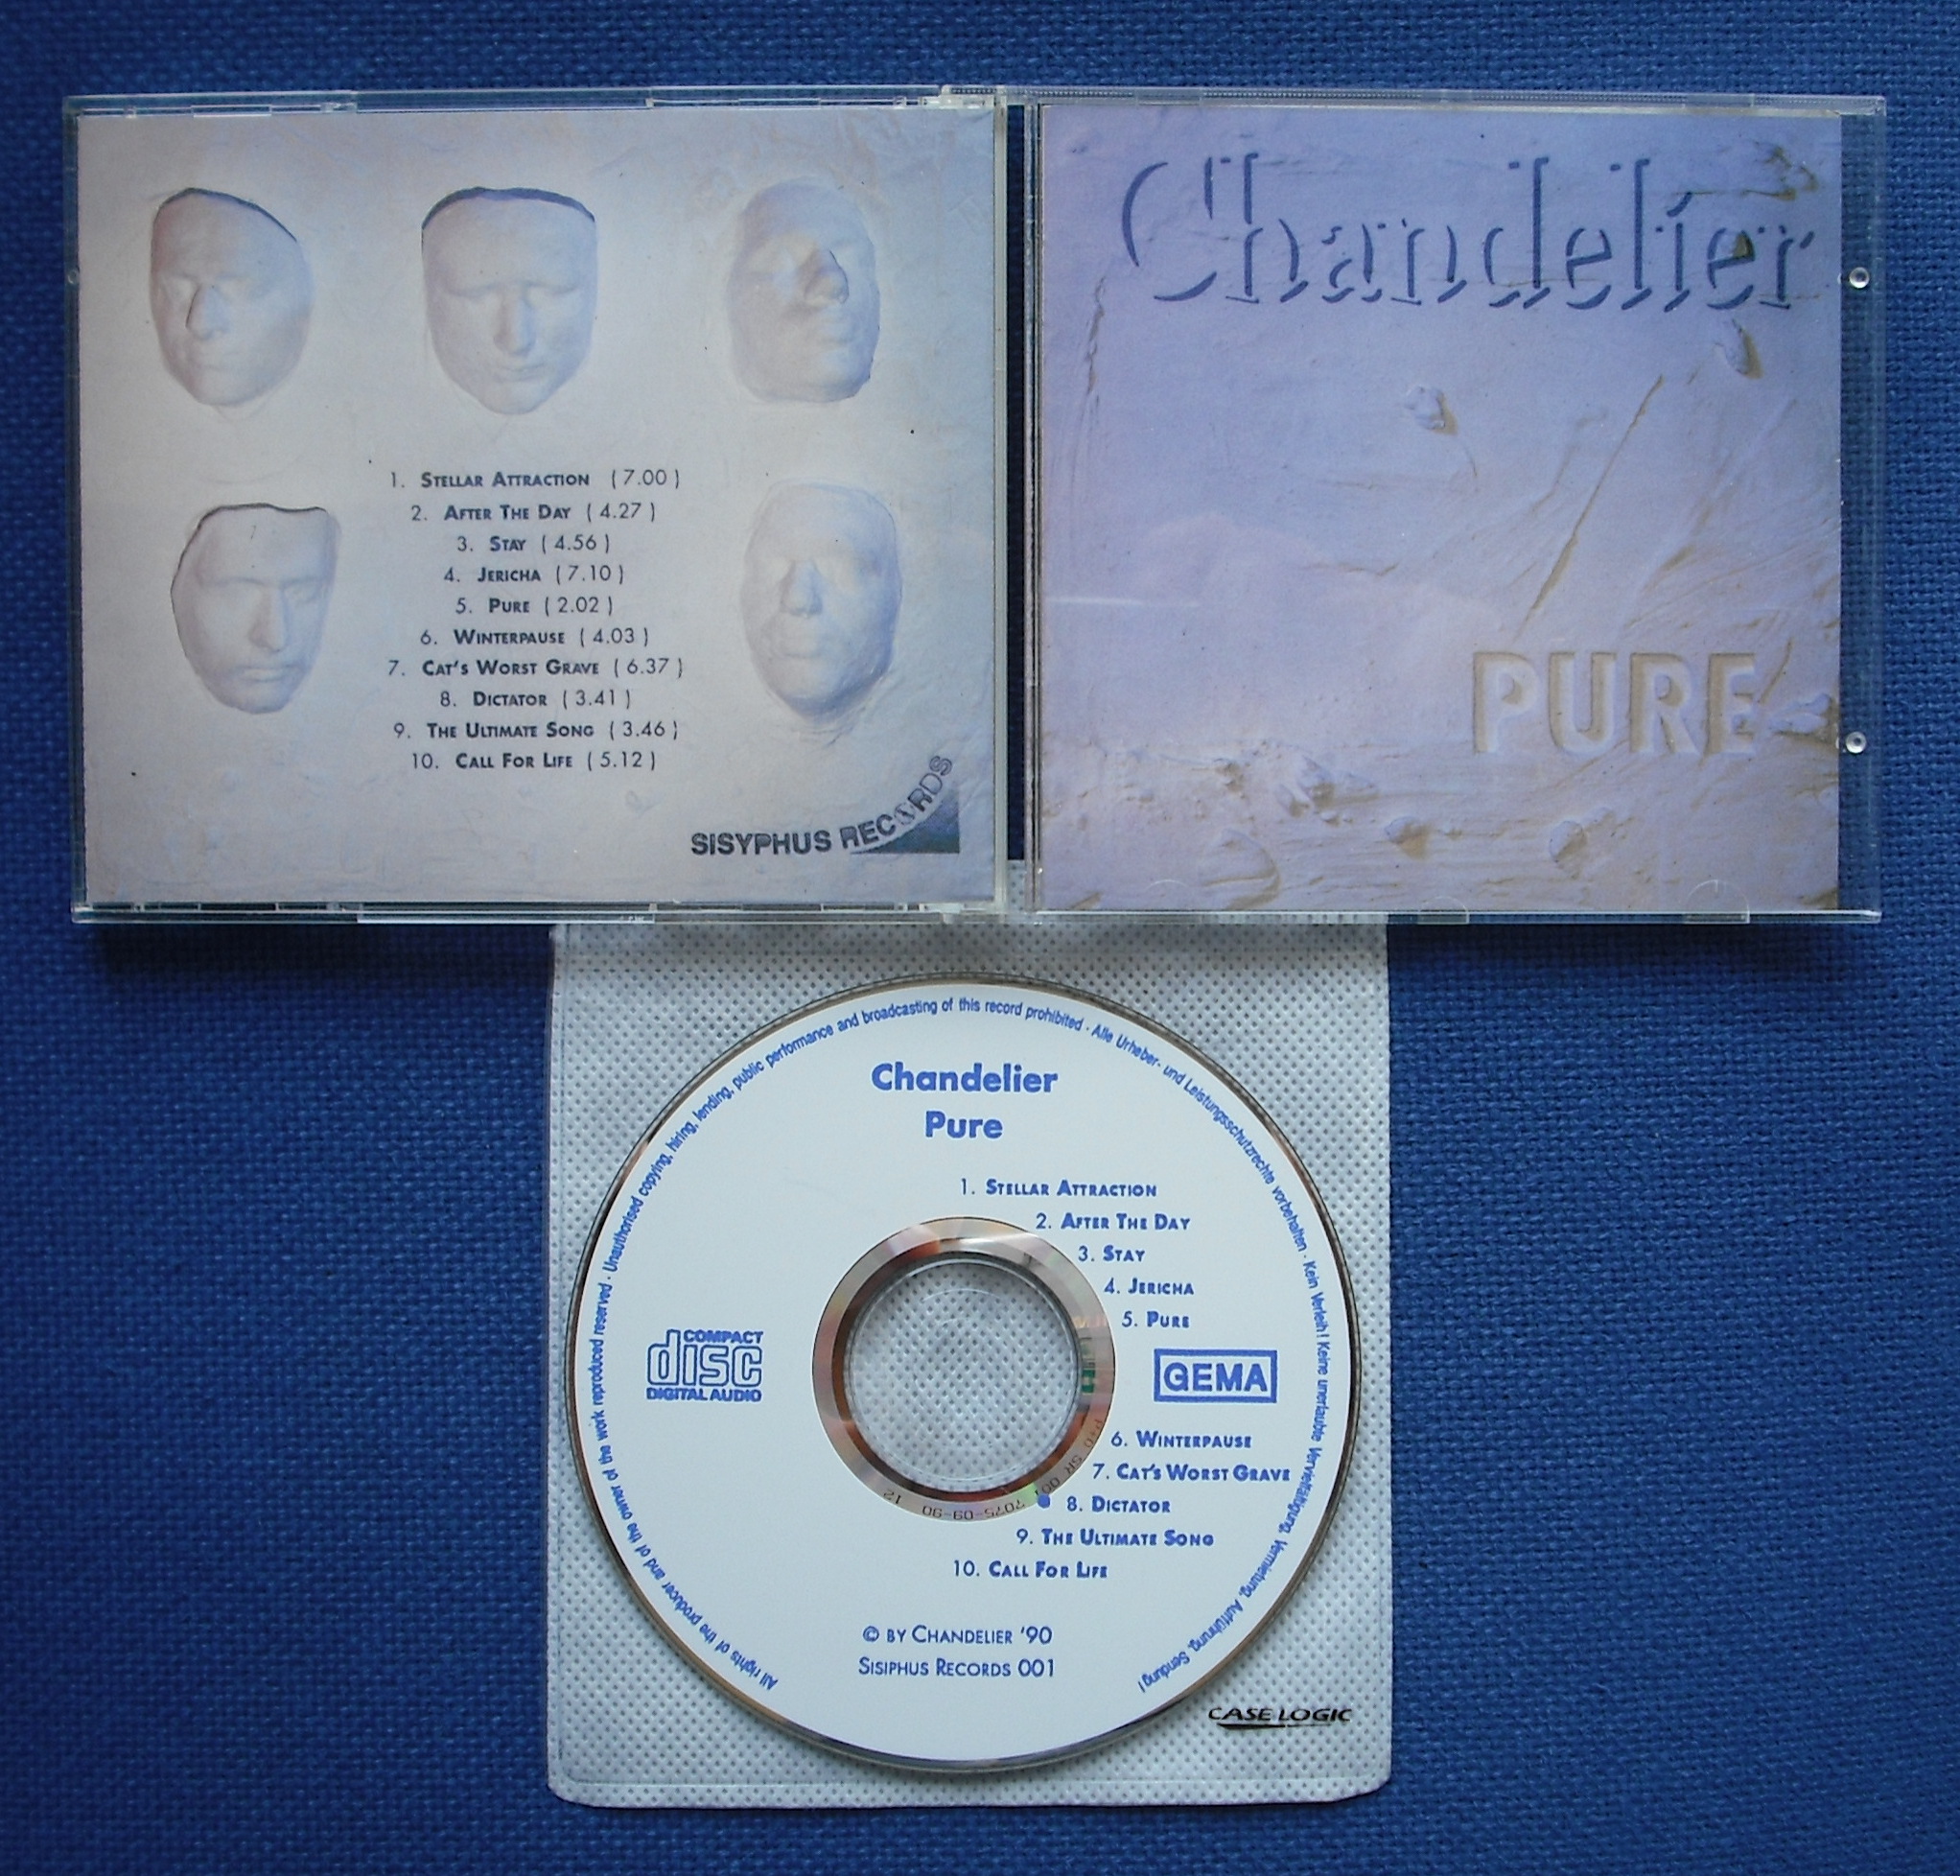 1. Stellar Attraction (7.00)
2. After The Day (4.27)
3. Stay (4.56)
4. Jericha (7.10)
5. Pure (2.02)
6. Winterpause (4.03)
7. Cat's Worst Grave (6.37)
8. Dictator (3.41)
9. The Ultimate Song (3.46)
10. Call For Life (5.12)
SISYPHUS RECORDS
Chandelier
PURE
All rights of the producer and of the owner of the work reproduced reserved · Unauthorised copying, hiring, lending, public performance and broadcasting of this record prohibited · Alle Urheber- und Leistungsschutzrechte vorbehalten · Kein Verleih! Keine unerlaubte Vervielfältigung, Vermietung, Aufführung, Sendung!
Chandelier
Pure
1. Stellar Attraction
2. After The Day
3. Stay
4. Jericha
5. Pure
COMPACT
disc
DIGITAL AUDIO
GEMA
6. Winterpause
7. Cat's Worst Grave
8. Dictator
9. The Ultimate Song
10. Call For Life
© by Chandelier '90
Sisiphus Records 001
SR 001 7075-09-90 12
CASE LOGIC